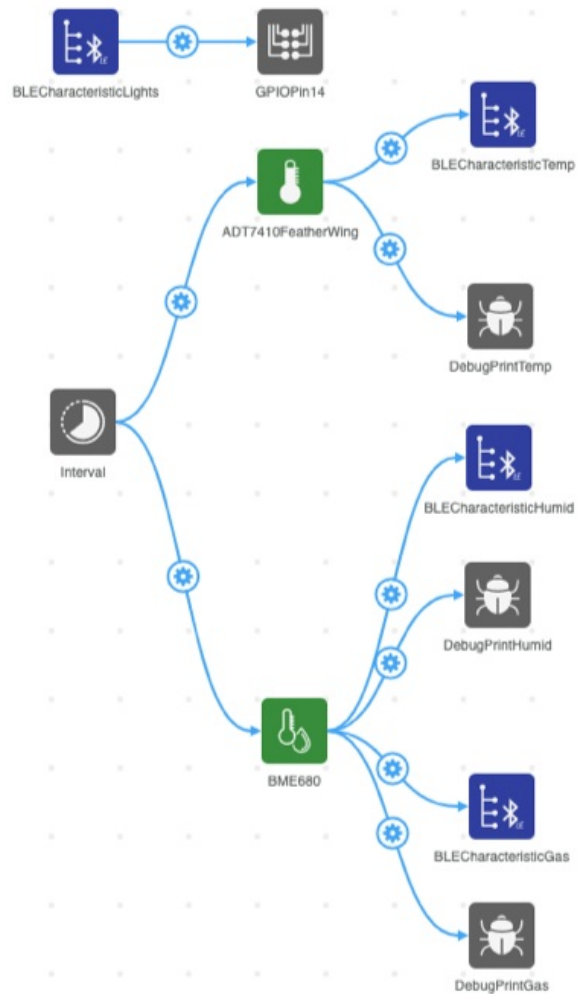 BLECharacteristicLights
GPIOPin14
BLECharacteristicTemp
ADT7410FeatherWing
DebugPrintTemp
Interval
BLECharacteristicHumid
DebugPrintHumid
BME680
BLECharacteristicGas
DebugPrintGas